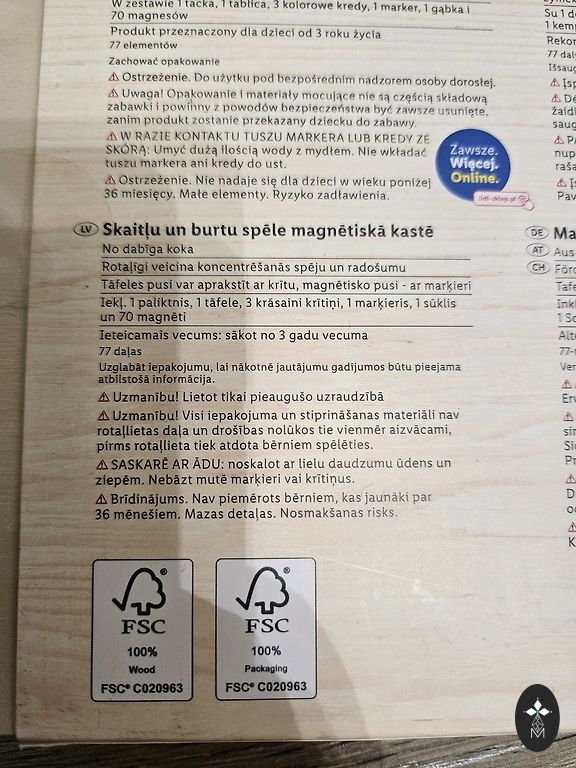 W zestawie 1 tacka, 1 tablica, 3 kolorowe kredy, 1 marker, 1 gąbka i
70 magnesów
Produkt przeznaczony dla dzieci od 3 roku życia
77 elementów
Zachować opakowanie
⚠ Ostrzeżenie. Do użytku pod bezpośrednim nadzorem osoby dorosłej.
⚠ Uwaga! Opakowanie i materiały mocujące nie są częścią składową
zabawki i powinny z powodów bezpieczeństwa być zawsze usunięte,
zanim produkt zostanie przekazany dziecku do zabawy.
⚠ W RAZIE KONTAKTU TUSZU MARKERA LUB KREDY ZE
SKÓRĄ: Umyć dużą ilością wody z mydłem. Nie wkładać
tuszu markera ani kredy do ust.
⚠ Ostrzeżenie. Nie nadaje się dla dzieci w wieku poniżej
36 miesięcy. Małe elementy. Ryzyko zadławienia.
Zawsze.
Więcej.
Online.
lidl-sklep.pl
LV Skaitļu un burtu spēle magnētiskā kastē
No dabīga koka
Rotaļīgi veicina koncentrēšanās spēju un radošumu
Tāfeles pusi var aprakstīt ar krītu, magnētisko pusi - ar marķieri
Iekļ. 1 paliktnis, 1 tāfele, 3 krāsaini krītiņi, 1 marķieris, 1 sūklis
un 70 magnēti
Ieteicamais vecums: sākot no 3 gadu vecuma
77 daļas
Uzglabāt iepakojumu, lai nākotnē jautājumu gadījumos būtu pieejama
atbilstošā informācija.
⚠ Uzmanību! Lietot tikai pieaugušo uzraudzībā
⚠ Uzmanību! Visi iepakojuma un stiprināšanas materiāli nav
rotaļlietas daļa un drošības nolūkos tie vienmēr aizvācami,
pirms rotaļlieta tiek atdota bērniem spēlēties.
⚠ SASKARĒ AR ĀDU: noskalot ar lielu daudzumu ūdens un
ziepēm. Nebāzt mutē marķieri vai krītiņus.
⚠ Brīdinājums. Nav piemērots bērniem, kas jaunāki par
36 mēnešiem. Mazas detaļas. Nosmakšanas risks.
FSC
100%
Wood
FSC® C020963
FSC
100%
Packaging
FSC® C020963
DE
AT
CH
M